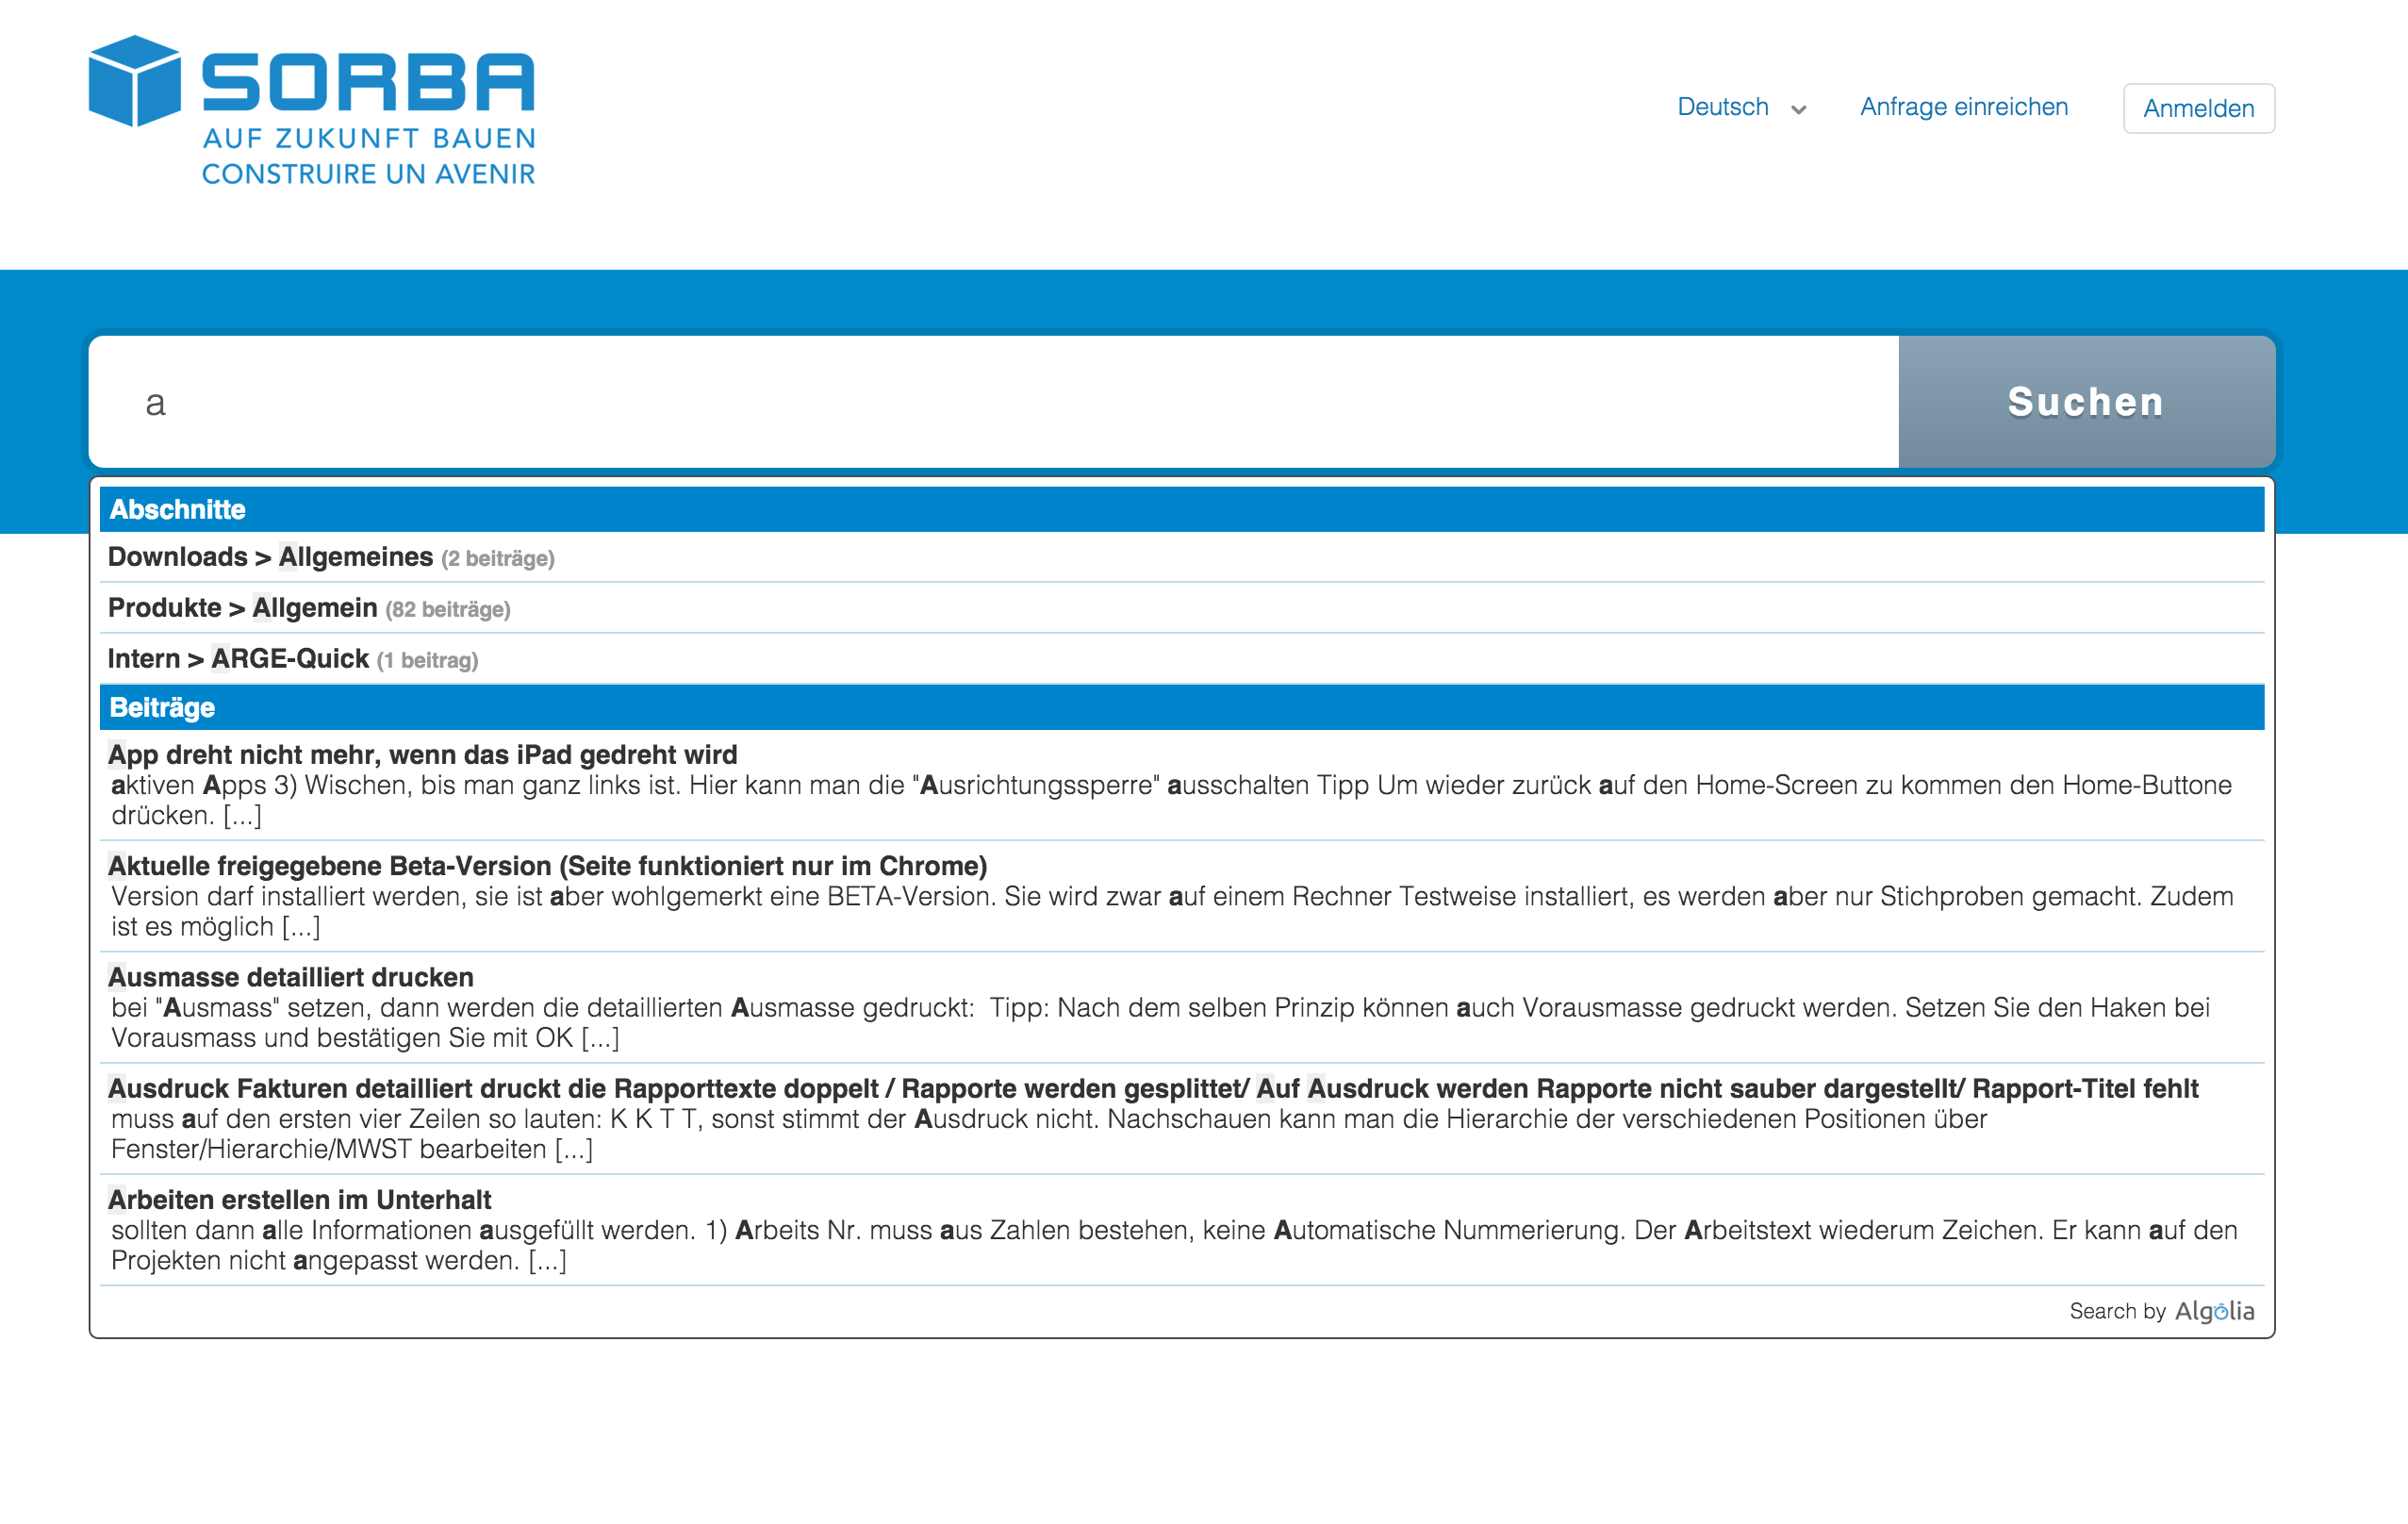 SORBA
AUF ZUKUNFT BAUEN
CONSTRUIRE UN AVENIR
Deutsch
Anfrage einreichen
Anmelden
a
Suchen
Abschnitte
Downloads > Allgemeines (2 beiträge)
Produkte > Allgemein (82 beiträge)
Intern > ARGE-Quick (1 beitrag)
Beiträge
App dreht nicht mehr, wenn das iPad gedreht wird
aktiven Apps 3) Wischen, bis man ganz links ist. Hier kann man die "Ausrichtungssperre" ausschalten Tipp Um wieder zurück auf den Home-Screen zu kommen den Home-Buttone
drücken. [...]
Aktuelle freigegebene Beta-Version (Seite funktioniert nur im Chrome)
Version darf installiert werden, sie ist aber wohlgemerkt eine BETA-Version. Sie wird zwar auf einem Rechner Testweise installiert, es werden aber nur Stichproben gemacht. Zudem
ist es möglich [...]
Ausmasse detailliert drucken
bei "Ausmass" setzen, dann werden die detaillierten Ausmasse gedruckt:  Tipp: Nach dem selben Prinzip können auch Vorausmasse gedruckt werden. Setzen Sie den Haken bei
Vorausmass und bestätigen Sie mit OK [...]
Ausdruck Fakturen detailliert druckt die Rapporttexte doppelt / Rapporte werden gesplittet/ Auf Ausdruck werden Rapporte nicht sauber dargestellt/ Rapport-Titel fehlt
muss auf den ersten vier Zeilen so lauten: K K T T, sonst stimmt der Ausdruck nicht. Nachschauen kann man die Hierarchie der verschiedenen Positionen über
Fenster/Hierarchie/MWST bearbeiten [...]
Arbeiten erstellen im Unterhalt
sollten dann alle Informationen ausgefüllt werden. 1) Arbeits Nr. muss aus Zahlen bestehen, keine Automatische Nummerierung. Der Arbeitstext wiederum Zeichen. Er kann auf den
Projekten nicht angepasst werden. [...]
Search by Algolia